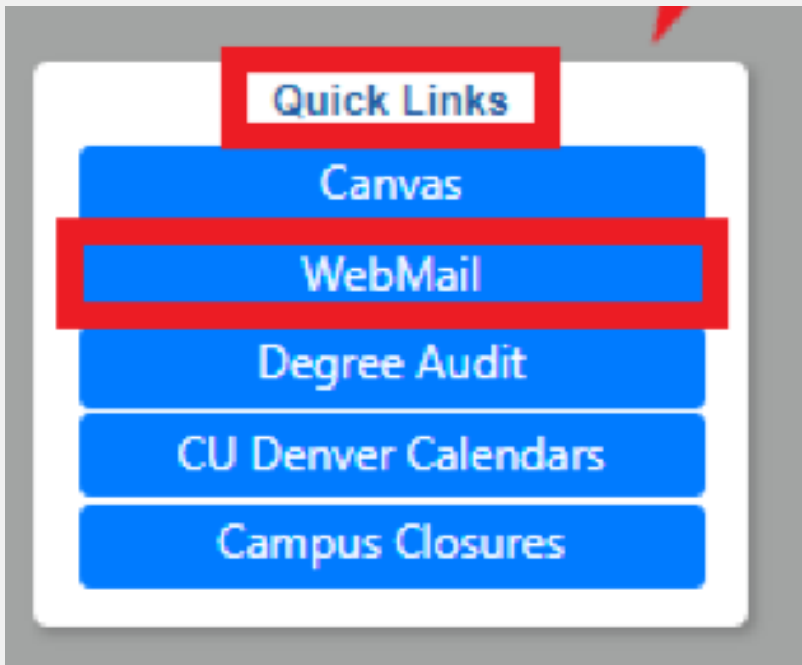 Quick Links
Canvas
WebMail
Degree Audit
CU Denver Calendars
Campus Closures